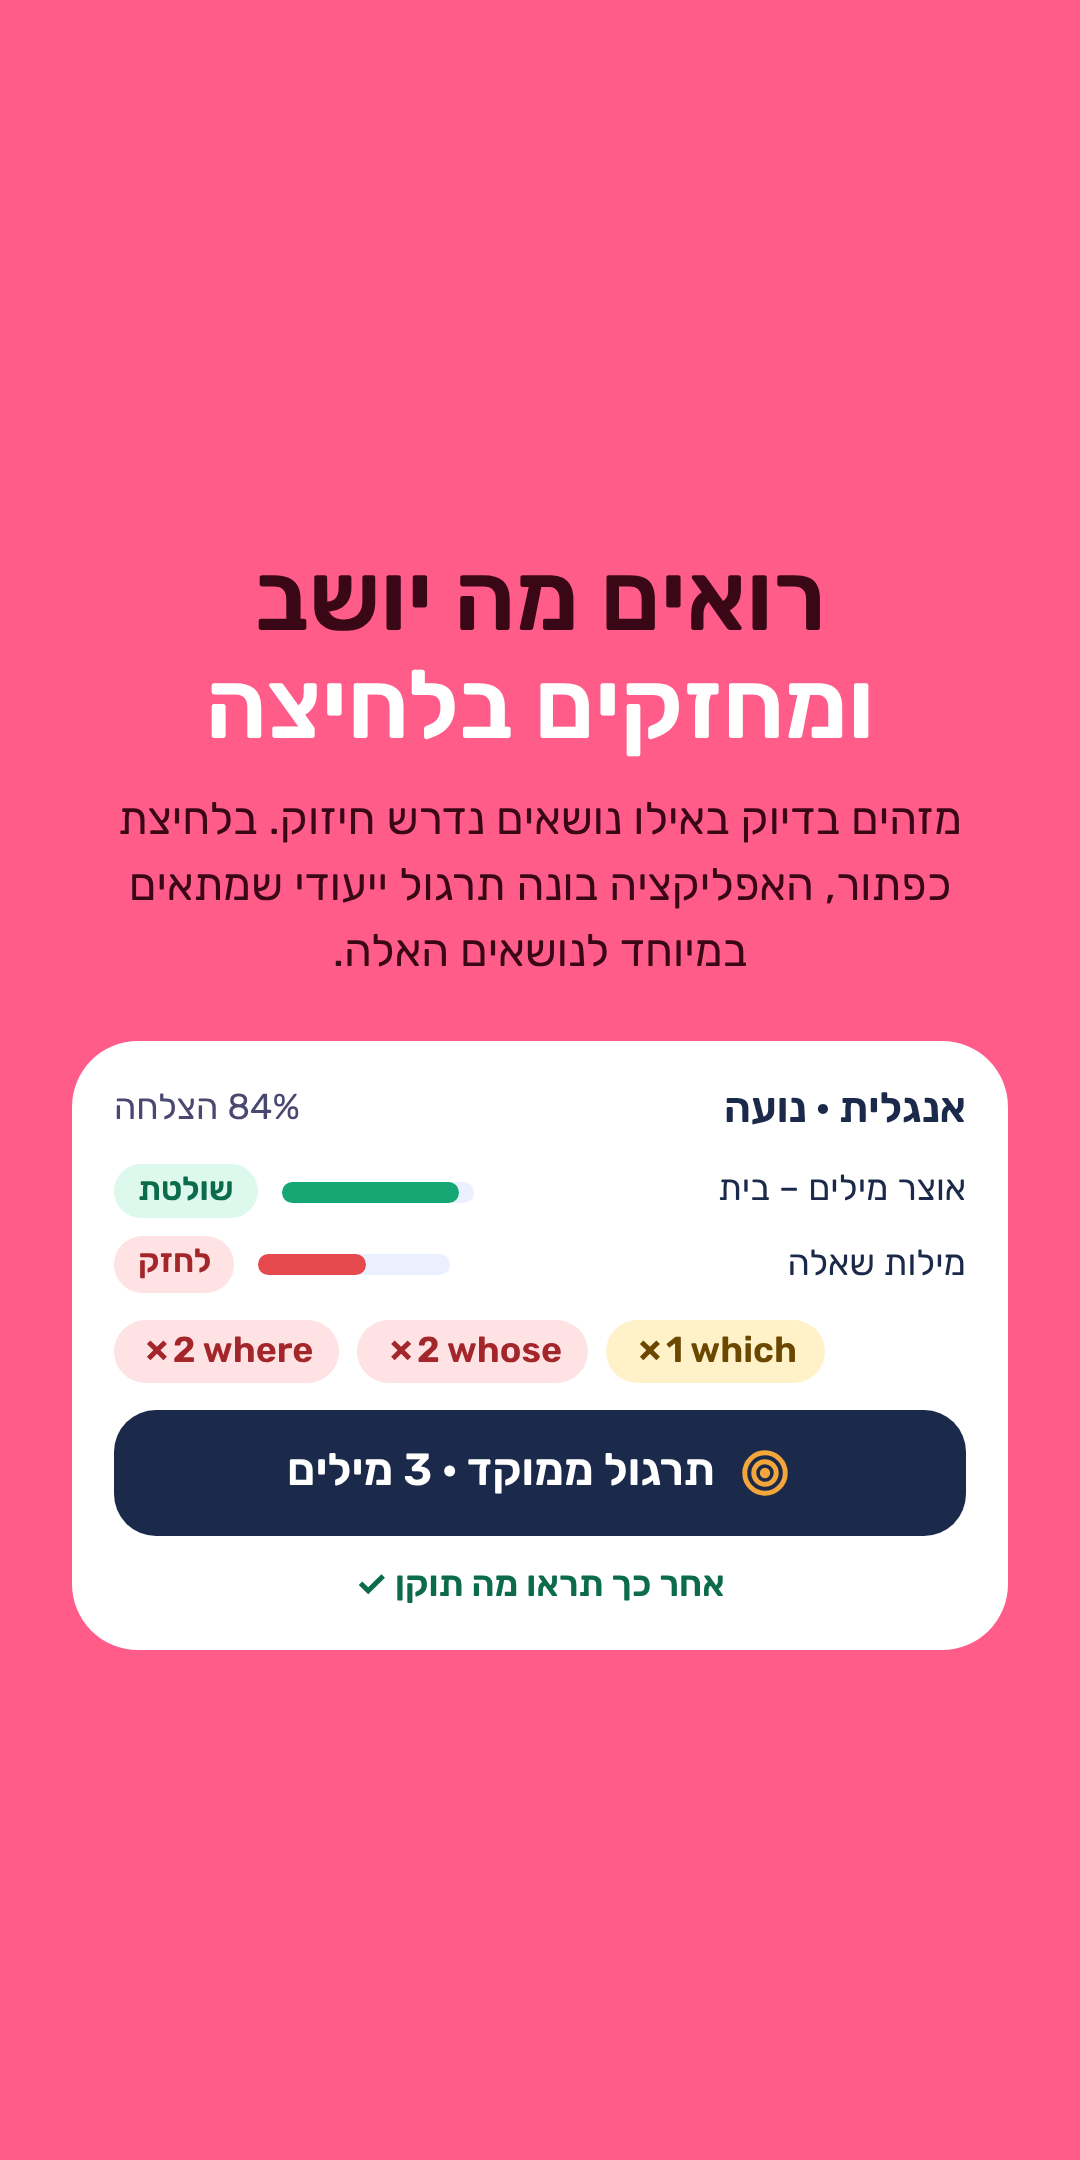 רואים מה יושב
ומחזקים בלחיצה
מזהים בדיוק באילו נושאים נדרש חיזוק. בלחיצת
כפתור, האפליקציה בונה תרגול ייעודי שמתאים
במיוחד לנושאים האלה.
אנגלית • נועה
84% הצלחה
אוצר מילים – בית
שולטת
מילות שאלה
לחזק
×1 which
×2 whose
×2 where
תרגול ממוקד • 3 מילים
אחר כך תראו מה תוקן ✓